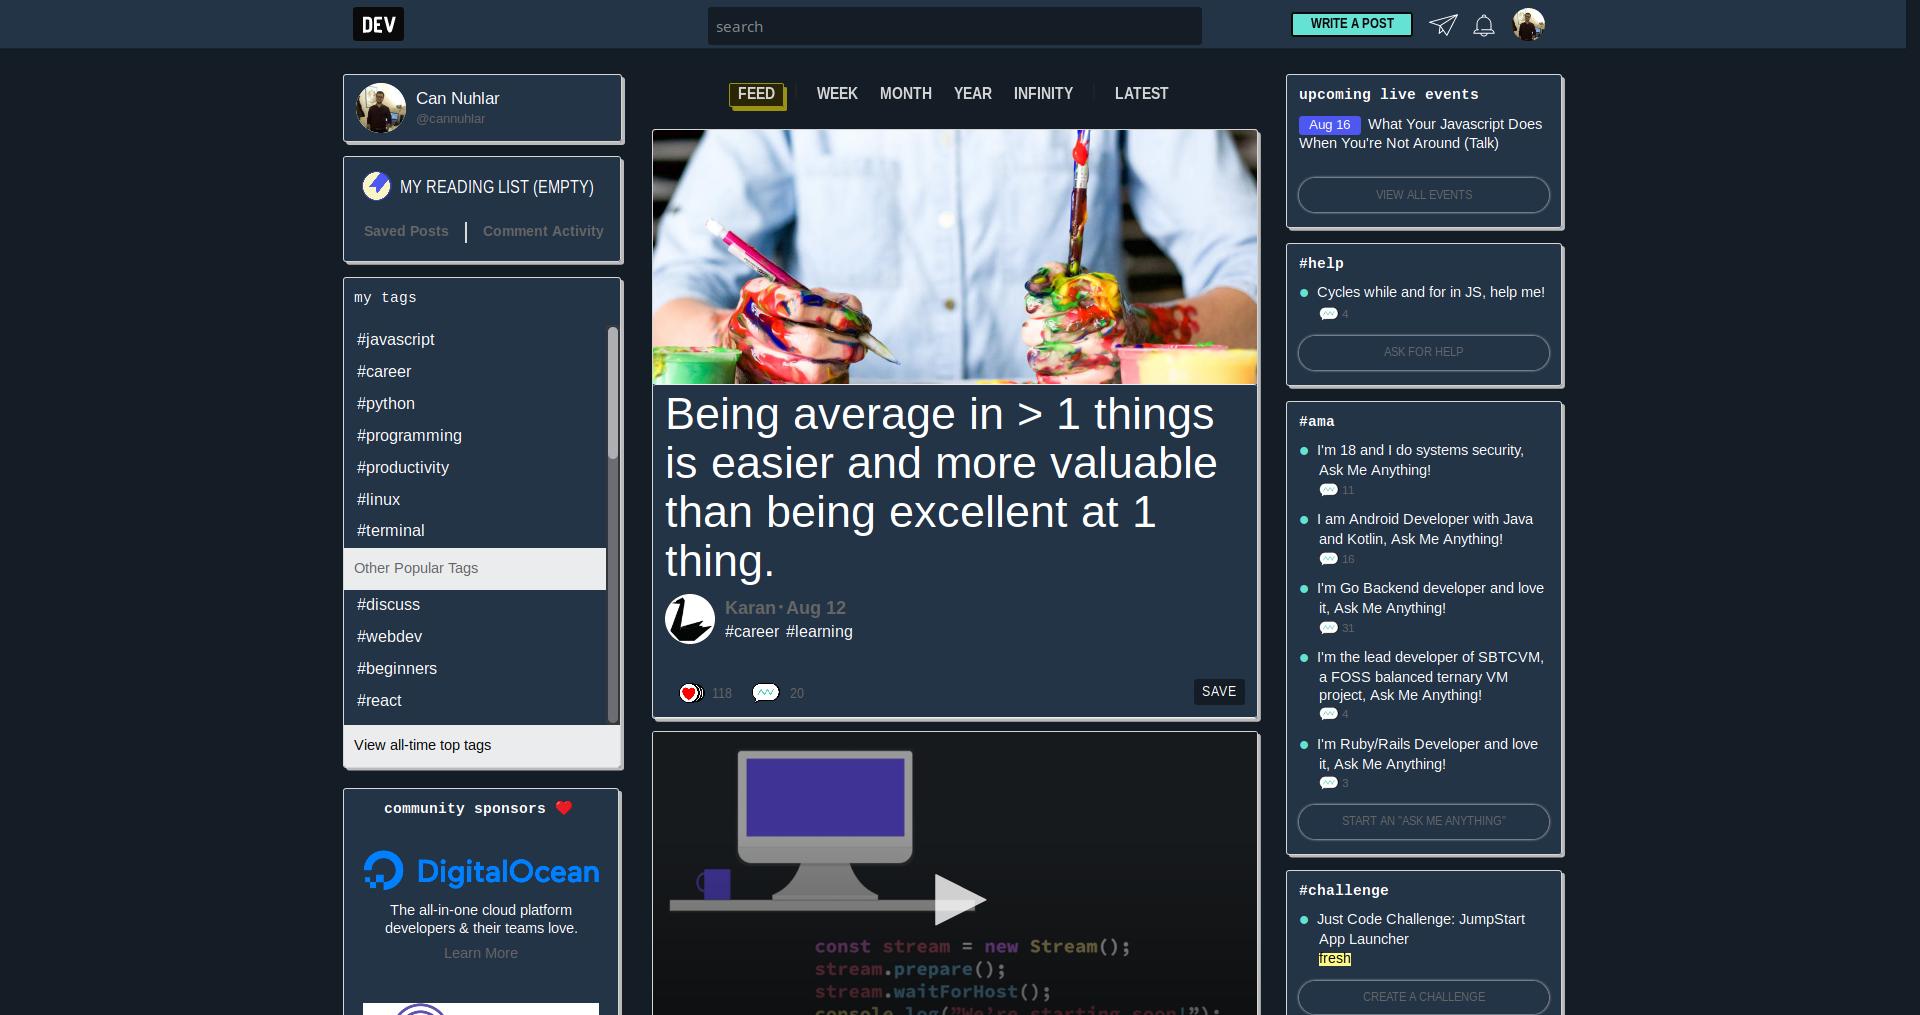 DEV
search
WRITE A POST
Can Nuhlar
@cannuhlar
MY READING LIST (EMPTY)
Saved Posts
Comment Activity
my tags
#javascript
#career
#python
#programming
#productivity
#linux
#terminal
Other Popular Tags
#discuss
#webdev
#beginners
#react
View all-time top tags
community sponsors ❤️
DigitalOcean
The all-in-one cloud platform
developers & their teams love.
Learn More
FEED
WEEK
MONTH
YEAR
INFINITY
LATEST
Being average in > 1 things
is easier and more valuable
than being excellent at 1
thing.
Karan・Aug 12
#career #learning
118
20
SAVE
const stream = new Stream();
stream.prepare();
stream.waitForHost();
console.log("We're starting soon!");
upcoming live events
Aug 16 What Your Javascript Does
When You're Not Around (Talk)
VIEW ALL EVENTS
#help
Cycles while and for in JS, help me!
4
ASK FOR HELP
#ama
I'm 18 and I do systems security,
Ask Me Anything!
11
I am Android Developer with Java
and Kotlin, Ask Me Anything!
16
I'm Go Backend developer and love
it, Ask Me Anything!
31
I'm the lead developer of SBTCVM,
a FOSS balanced ternary VM
project, Ask Me Anything!
4
I'm Ruby/Rails Developer and love
it, Ask Me Anything!
3
START AN "ASK ME ANYTHING"
#challenge
Just Code Challenge: JumpStart
App Launcher
fresh
CREATE A CHALLENGE